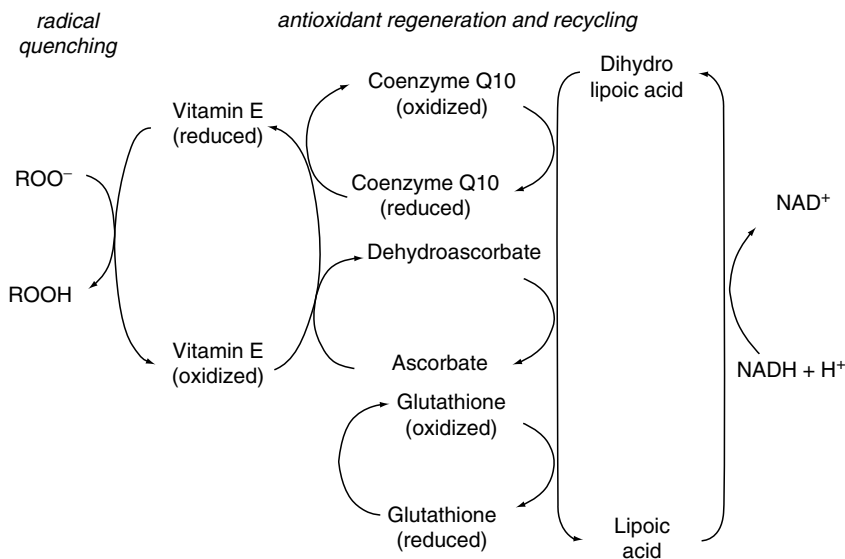 radical
quenching
antioxidant regeneration and recycling
Vitamin E
(reduced)
ROO⁻
ROOH
Vitamin E
(oxidized)
Coenzyme Q10
(oxidized)
Coenzyme Q10
(reduced)
Dehydroascorbate
Ascorbate
Glutathione
(oxidized)
Glutathione
(reduced)
Dihydro
lipoic acid
Lipoic
acid
NAD⁺
NADH + H⁺